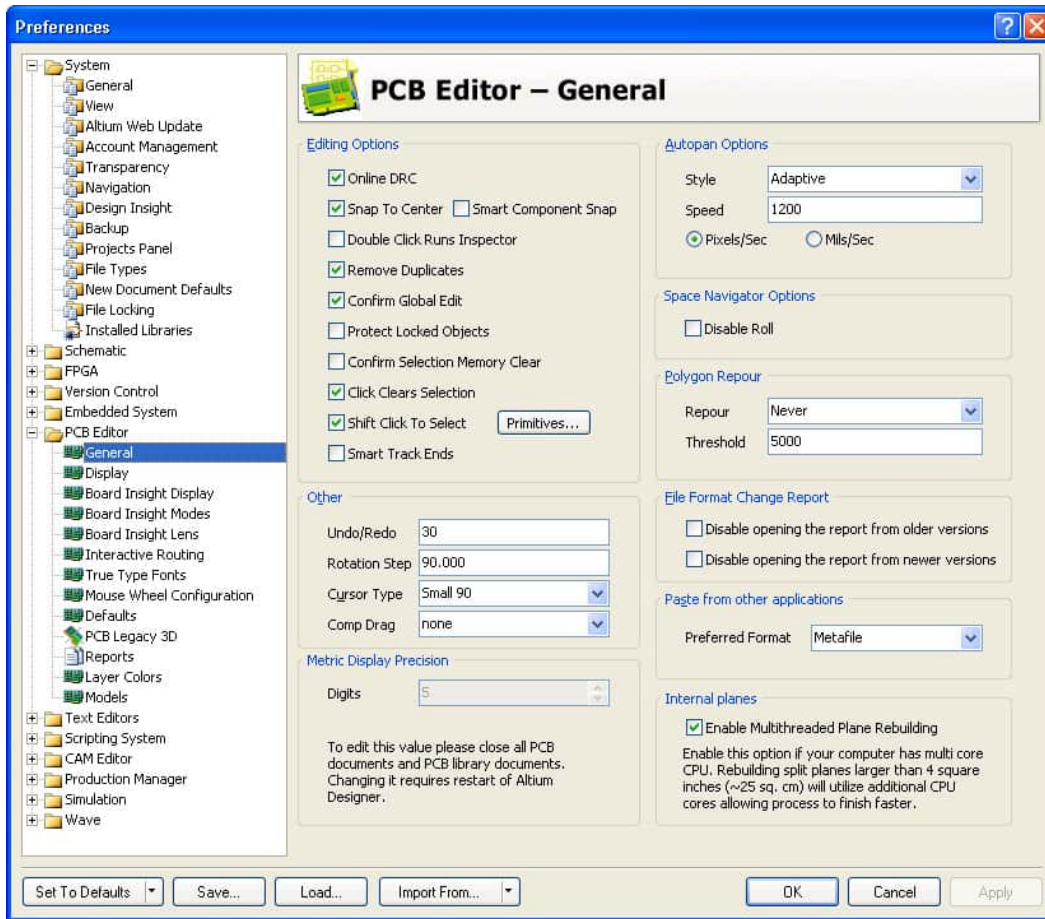 Preferences
System
General
View
Altium Web Update
Account Management
Transparency
Navigation
Design Insight
Backup
Projects Panel
File Types
New Document Defaults
File Locking
Installed Libraries
Schematic
FPGA
Version Control
Embedded System
PCB Editor
General
Display
Board Insight Display
Board Insight Modes
Board Insight Lens
Interactive Routing
True Type Fonts
Mouse Wheel Configuration
Defaults
PCB Legacy 3D
Reports
Layer Colors
Models
Text Editors
Scripting System
CAM Editor
Production Manager
Simulation
Wave
PCB Editor – General
Editing Options
Online DRC
Snap To Center Smart Component Snap
Double Click Runs Inspector
Remove Duplicates
Confirm Global Edit
Protect Locked Objects
Confirm Selection Memory Clear
Click Clears Selection
Shift Click To Select Primitives...
Smart Track Ends
Other
Undo/Redo 30
Rotation Step 90.000
Cursor Type Small 90
Comp Drag none
Metric Display Precision
Digits 5
To edit this value please close all PCB
documents and PCB library documents.
Changing it requires restart of Altium
Designer.
Autopan Options
Style Adaptive
Speed 1200
Pixels/Sec Mils/Sec
Space Navigator Options
Disable Roll
Polygon Repour
Repour Never
Threshold 5000
File Format Change Report
Disable opening the report from older versions
Disable opening the report from newer versions
Paste from other applications
Preferred Format Metafile
Internal planes
Enable Multithreaded Plane Rebuilding
Enable this option if your computer has multi core
CPU. Rebuilding split planes larger than 4 square
inches (~25 sq. cm) will utilize additional CPU
cores allowing process to finish faster.
Set To Defaults Save... Load... Import From... OK Cancel Apply